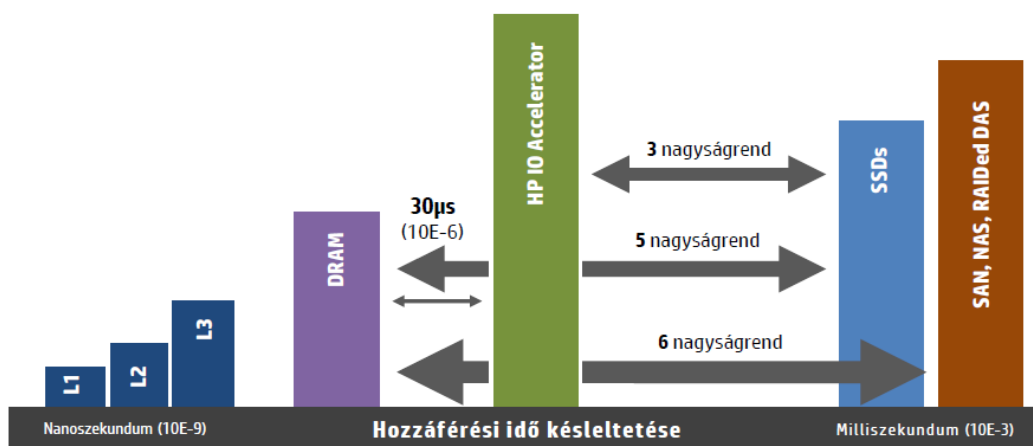 L1
L2
L3
DRAM
30µs
(10E-6)
HP IO Accelerator
3 nagyságrend
5 nagyságrend
6 nagyságrend
SSDs
SAN, NAS, RAIDed DAS
Nanoszekundum (10E-9)
Hozzáférési idő késleltetése
Milliszekundum (10E-3)